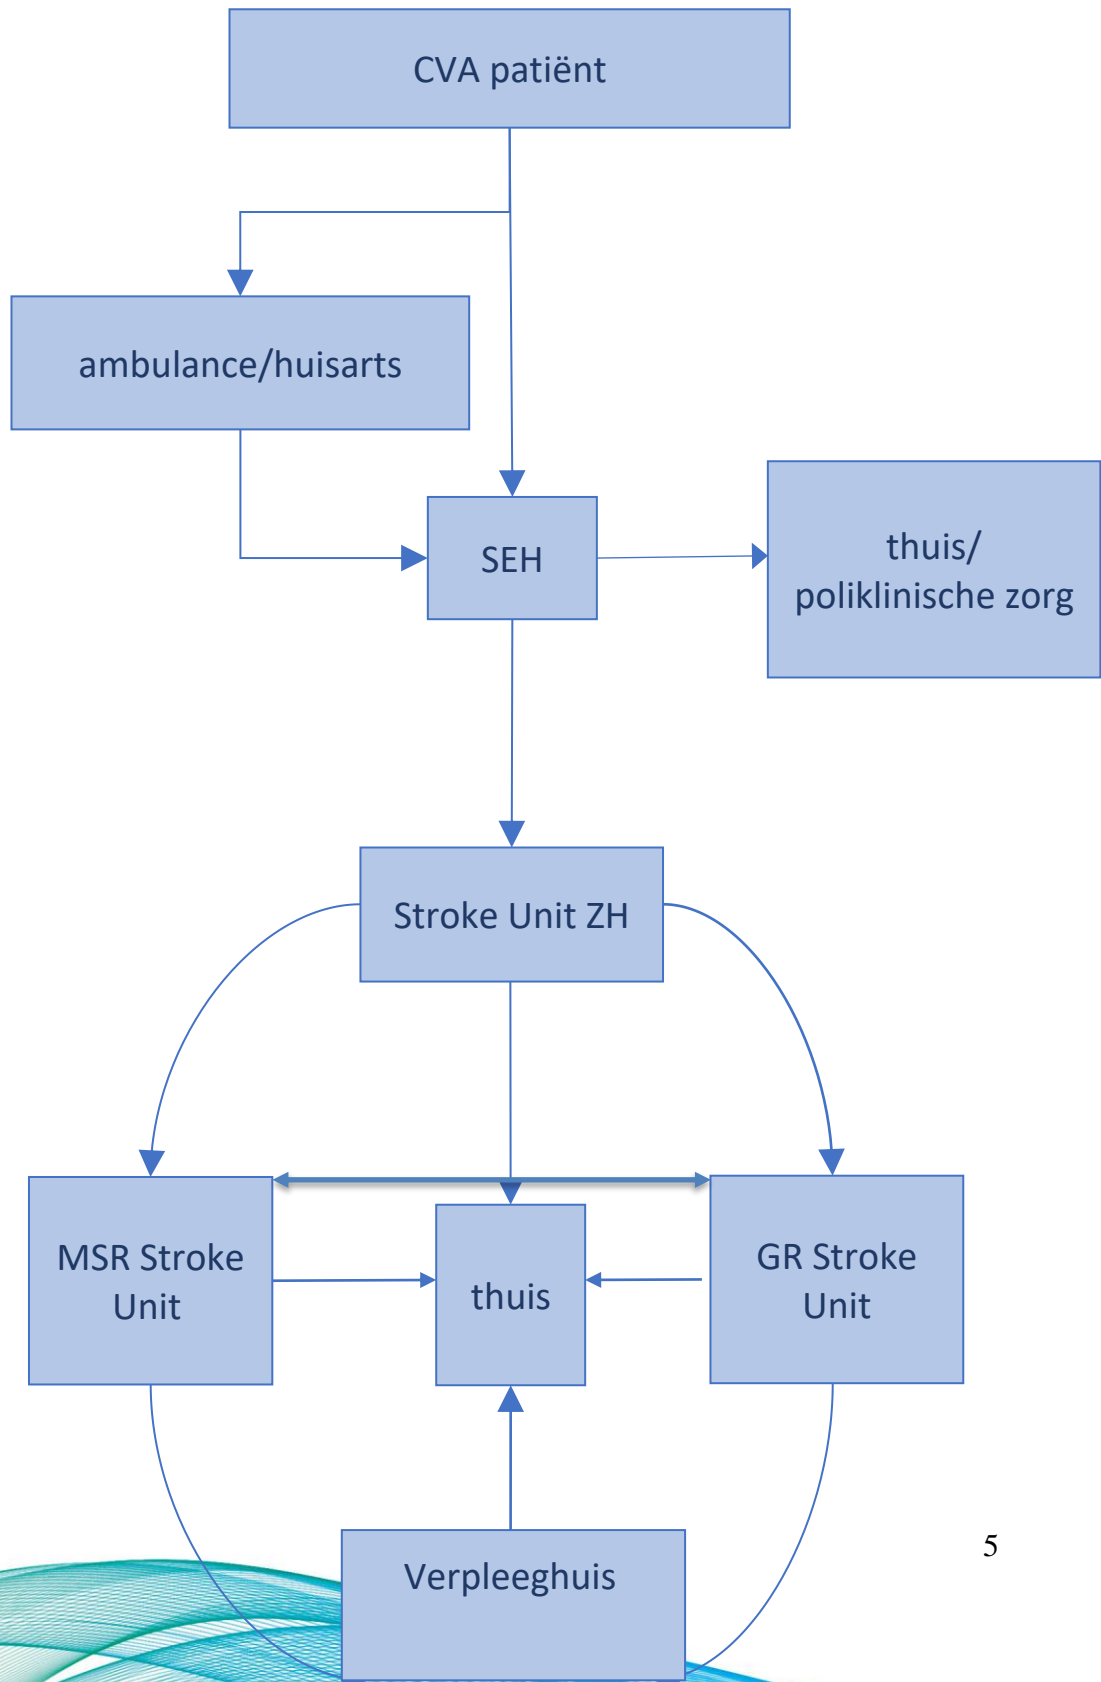 CVA patiënt
ambulance/huisarts
SEH
thuis/
poliklinische zorg
Stroke Unit ZH
MSR Stroke
Unit
thuis
GR Stroke
Unit
Verpleeghuis
5